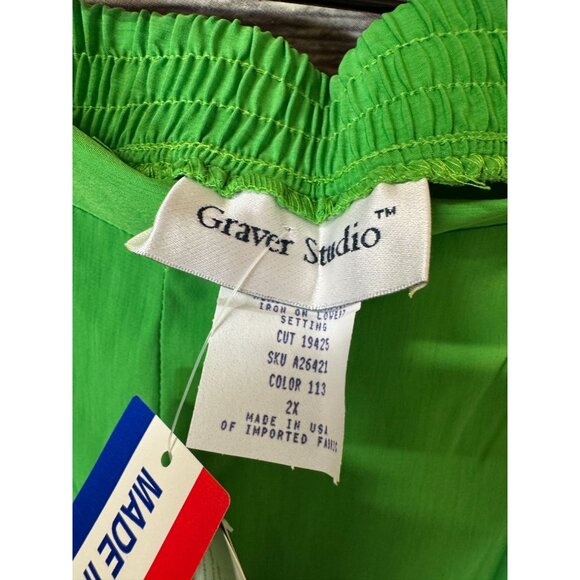 Graver Studio™
IRON ON LOWEST
SETTING
CUT 19425
SKU A26421
COLOR 113
2X
MADE IN USA
OF IMPORTED FABRIC
MADE